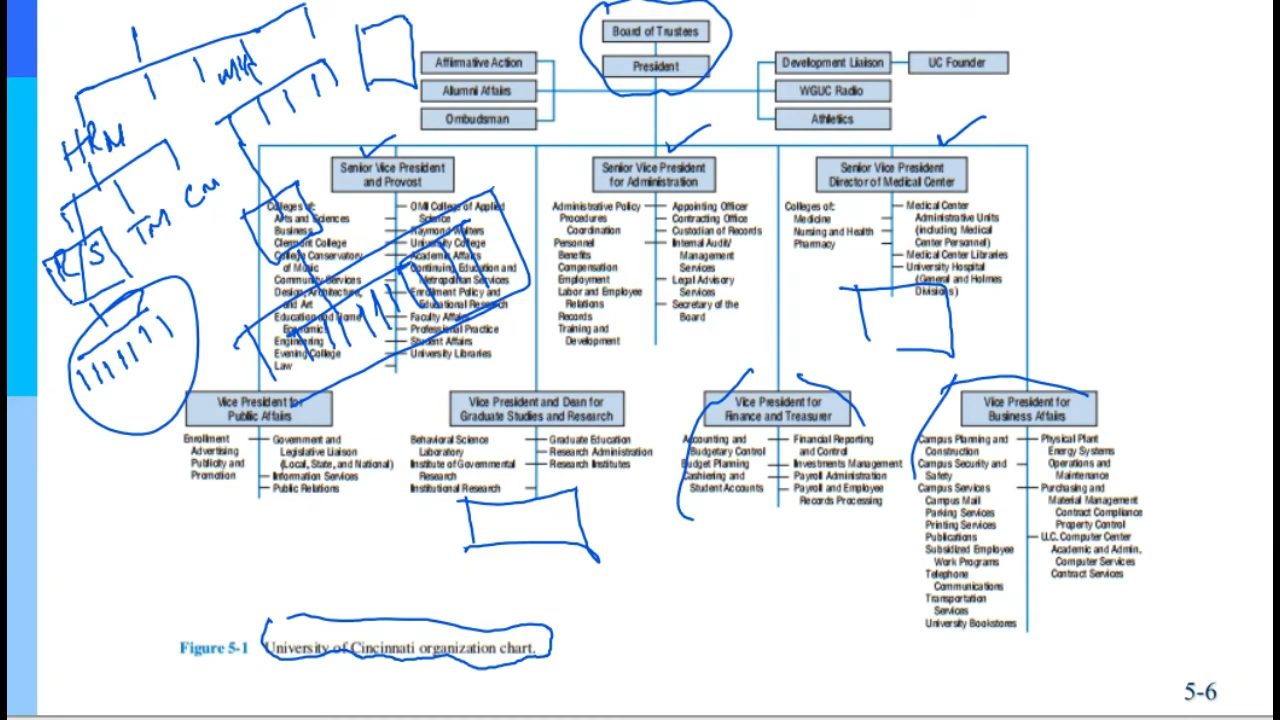 Board of Trustees
President
Affirmative Action
Alumni Affairs
Ombudsman
Development Liaison
UC Founder
WGUC Radio
Athletics
HRM
MK
R/S
TM
CM
Senior Vice President
and Provost
Colleges of:
Arts and Sciences
Business
Clermont College
College Conservatory
of Music
Community Services
Design, Architecture,
and Art
Education and Home
Economics
Engineering
Evening College
Law
OMI College of Applied
Science
Raymond Walters
University College
Academic Affairs
Continuing Education and
Metropolitan Services
Enrollment Policy and
Educational Research
Faculty Affairs
Professional Practice
Student Affairs
University Libraries
Senior Vice President
for Administration
Administrative Policy
Procedures
Coordination
Personnel
Benefits
Compensation
Employment
Labor and Employee
Relations
Records
Training and
Development
Appointing Officer
Contracting Office
Custodian of Records
Internal Audit/
Management
Services
Legal Advisory
Services
Secretary of the
Board
Senior Vice President
Director of Medical Center
Colleges of:
Medicine
Nursing and Health
Pharmacy
Medical Center
Administrative Units
(including Medical
Center Personnel)
Medical Center Libraries
University Hospital
(General and Holmes
Divisions)
Vice President for
Public Affairs
Enrollment
Advertising
Publicity and
Promotion
Government and
Legislative Liaison
(Local, State, and National)
Information Services
Public Relations
Vice President and Dean for
Graduate Studies and Research
Behavioral Science
Laboratory
Institute of Governmental
Research
Institutional Research
Graduate Education
Research Administration
Research Institutes
Vice President for
Finance and Treasurer
Accounting and
Budgetary Control
Budget Planning
Cashiering and
Student Accounts
Financial Reporting
and Control
Investments Management
Payroll Administration
Payroll and Employee
Records Processing
Vice President for
Business Affairs
Campus Planning and
Construction
Campus Security and
Safety
Campus Services
Campus Mail
Parking Services
Printing Services
Publications
Subsidized Employee
Work Programs
Telephone
Communications
Transportation
Services
University Bookstores
Physical Plant
Energy Systems
Operations and
Maintenance
Purchasing and
Material Management
Contract Compliance
Property Control
U.C. Computer Center
Academic and Admin.
Computer Services
Contract Services
Figure 5-1 University of Cincinnati organization chart.
5-6